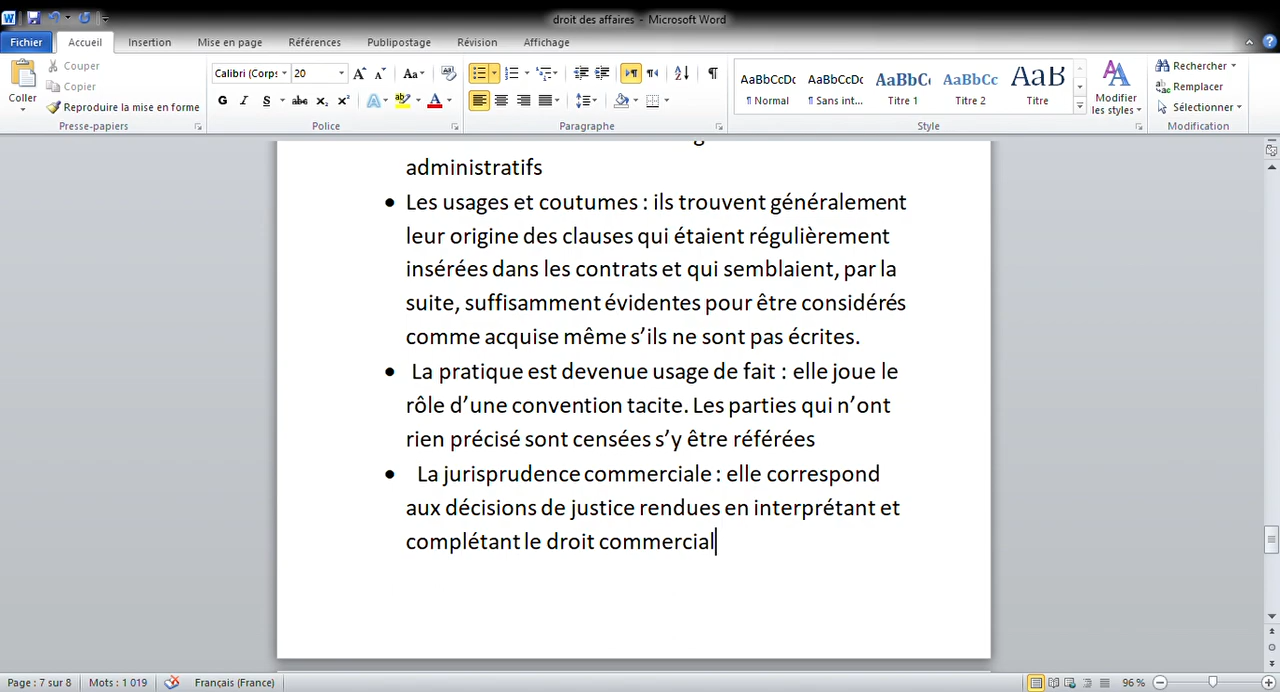 droit des affaires - Microsoft Word
Fichier Accueil Insertion Mise en page Références Publipostage Révision Affichage
Couper
Copier
Reproduire la mise en forme
Coller
Presse-papiers
Calibri (Corps 20
G I S abc x₂ x²
Police
Paragraphe
AaBbCcDc AaBbCcDc AaBbC AaBbCc AaB
¶ Normal ¶ Sans int... Titre 1 Titre 2 Titre
Modifier
les styles
Style
Rechercher
Remplacer
Sélectionner
Modification
administratifs
• Les usages et coutumes : ils trouvent généralement
leur origine des clauses qui étaient régulièrement
insérées dans les contrats et qui semblaient, par la
suite, suffisamment évidentes pour être considérés
comme acquise même s’ils ne sont pas écrites.
• La pratique est devenue usage de fait : elle joue le
rôle d’une convention tacite. Les parties qui n’ont
rien précisé sont censées s’y être référées
• La jurisprudence commerciale : elle correspond
aux décisions de justice rendues en interprétant et
complétant le droit commercial
Page : 7 sur 8 Mots : 1 019 Français (France) 96 %